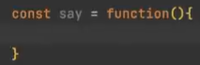 const say = function(){
}